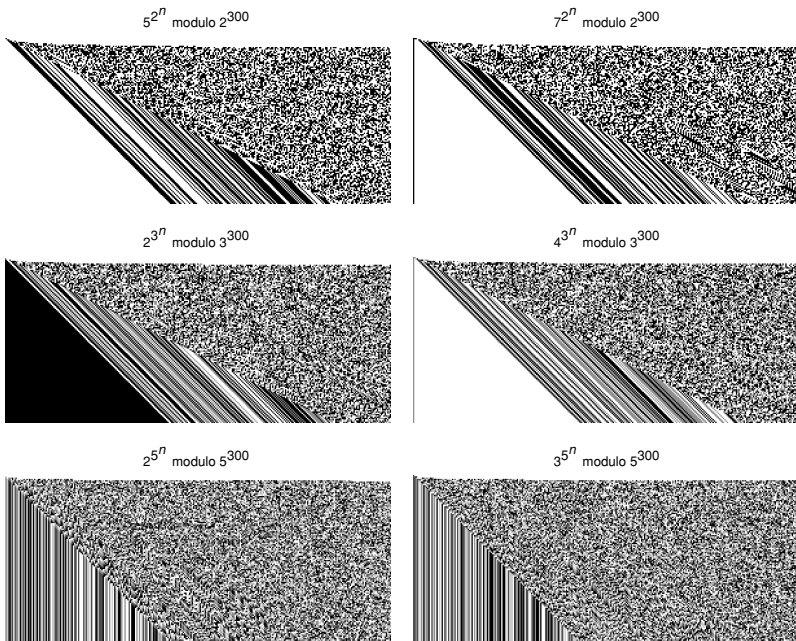 5^{2^n} modulo 2^{300}
7^{2^n} modulo 2^{300}
2^{3^n} modulo 3^{300}
4^{3^n} modulo 3^{300}
2^{5^n} modulo 5^{300}
3^{5^n} modulo 5^{300}